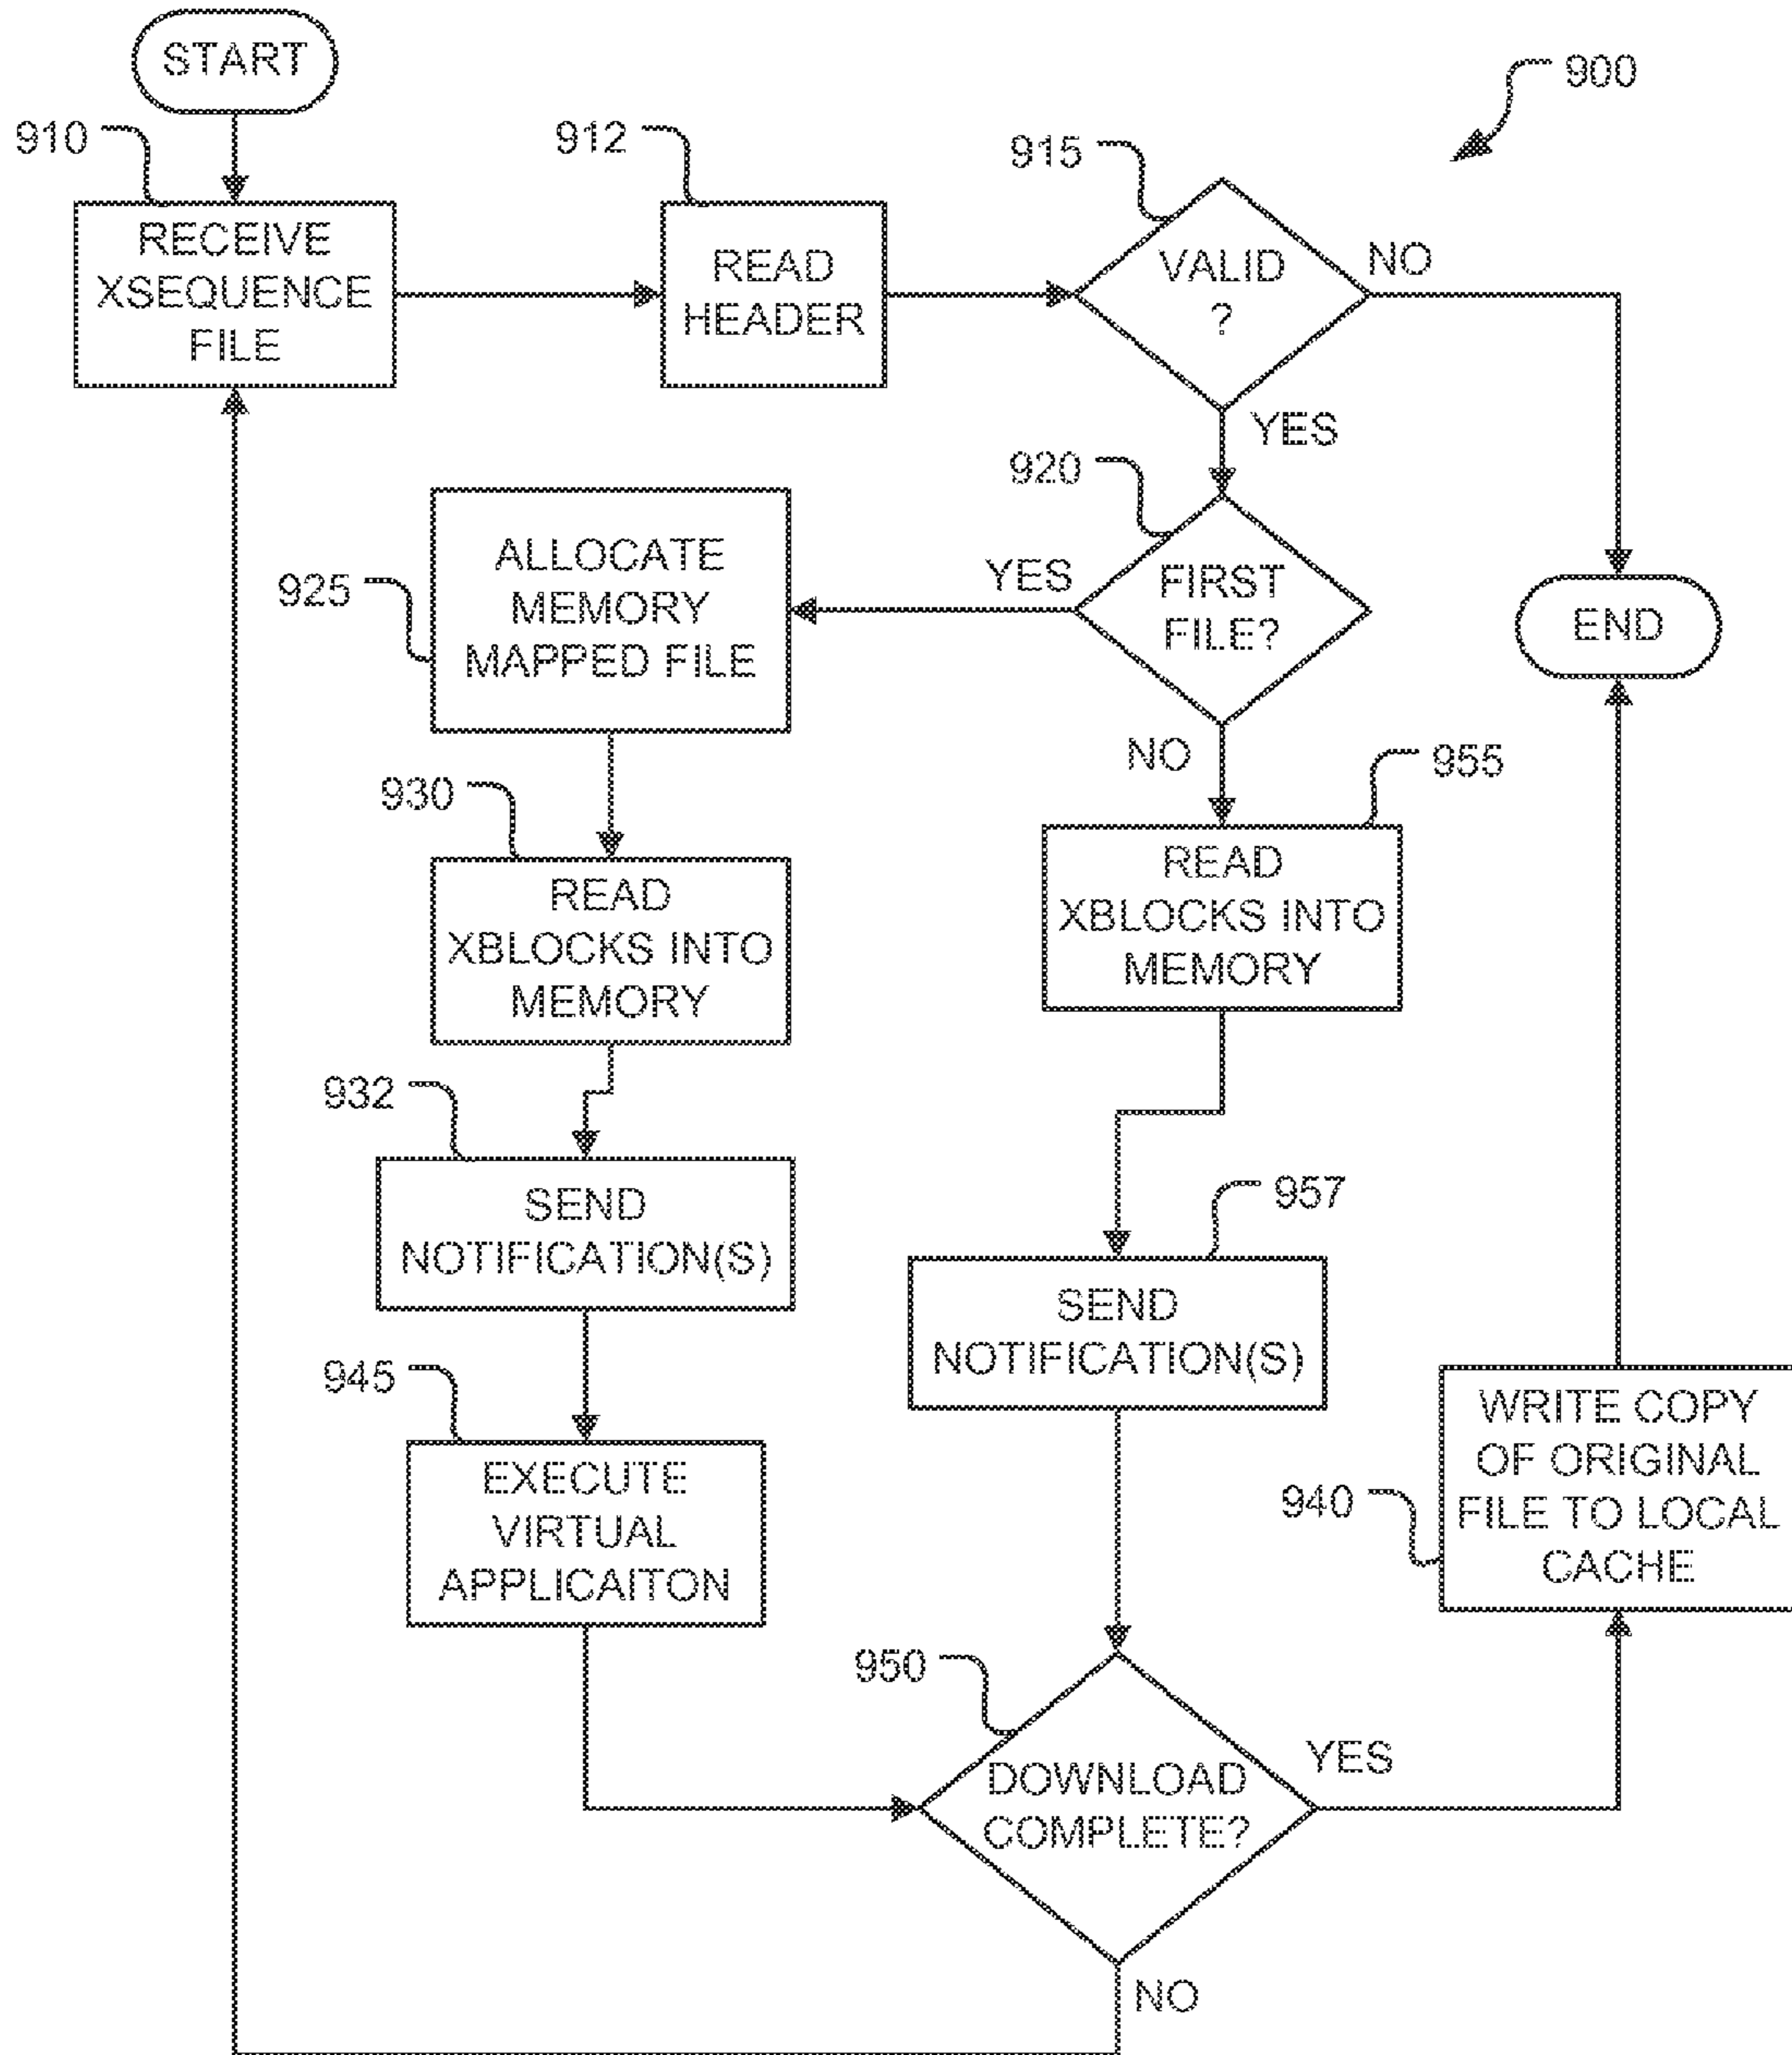 START
900
910
912
915
RECEIVE
XSEQUENCE
FILE
READ
HEADER
VALID
?
NO
YES
920
ALLOCATE
MEMORY
MAPPED FILE
925
YES
FIRST
FILE?
END
NO
955
930
READ
XBLOCKS INTO
MEMORY
READ
XBLOCKS INTO
MEMORY
932
SEND
NOTIFICATION(S)
957
SEND
NOTIFICATION(S)
945
EXECUTE
VIRTUAL
APPLICAITON
WRITE COPY
OF ORIGINAL
FILE TO LOCAL
CACHE
940
950
DOWNLOAD
COMPLETE?
YES
NO